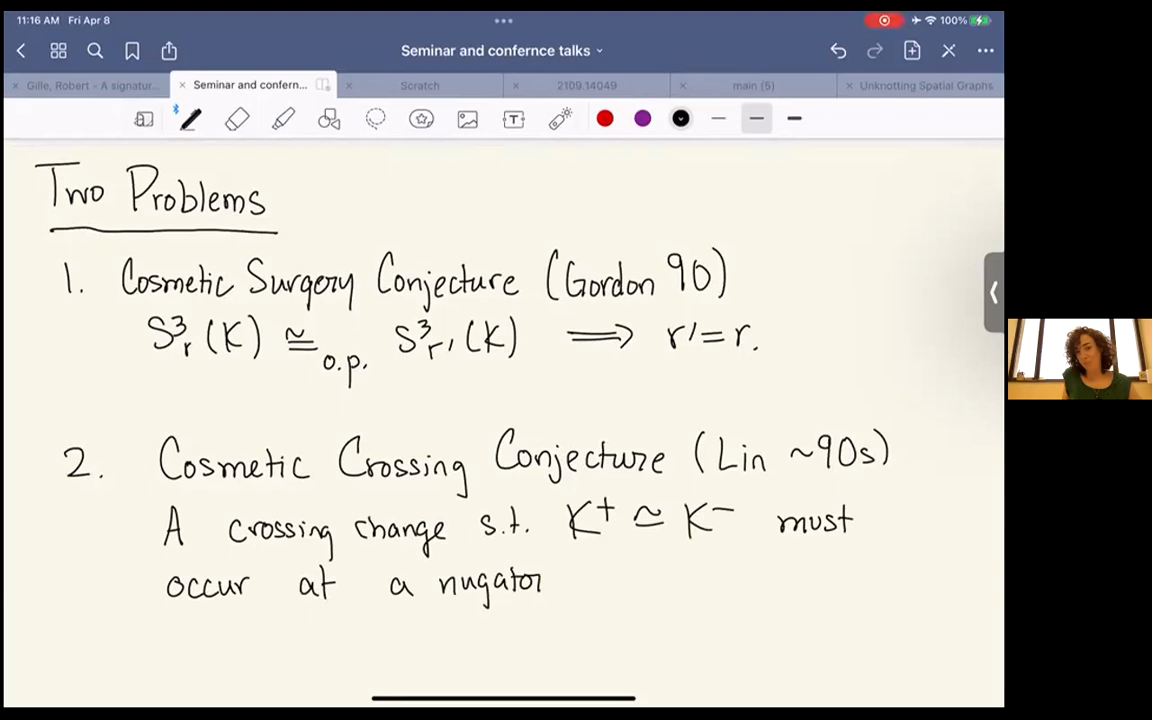 11:16 AM Fri Apr 8
100%
Seminar and confernce talks
Gille, Robert - A signatur...
Seminar and confern...
Scratch
2109.14049
main (5)
Unknotting Spatial Graphs
Two Problems
1. Cosmetic Surgery Conjecture (Gordon 90)
S³ᵣ(K) ≅ o.p. S³ᵣ′(K) ⟹ r′=r.
2. Cosmetic Crossing Conjecture (Lin ~90s)
A crossing change s.t. K⁺ ≃ K⁻ must
occur at a nugator